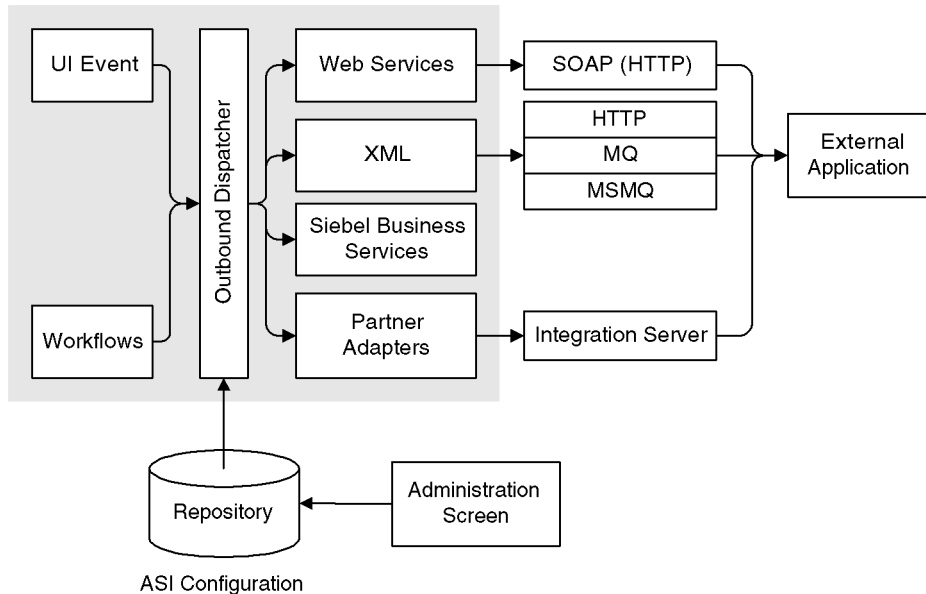 UI Event
Workflows
Outbound Dispatcher
Web Services
XML
Siebel Business
Services
Partner
Adapters
SOAP (HTTP)
HTTP
MQ
MSMQ
Integration Server
External
Application
Repository
Administration
Screen
ASI Configuration